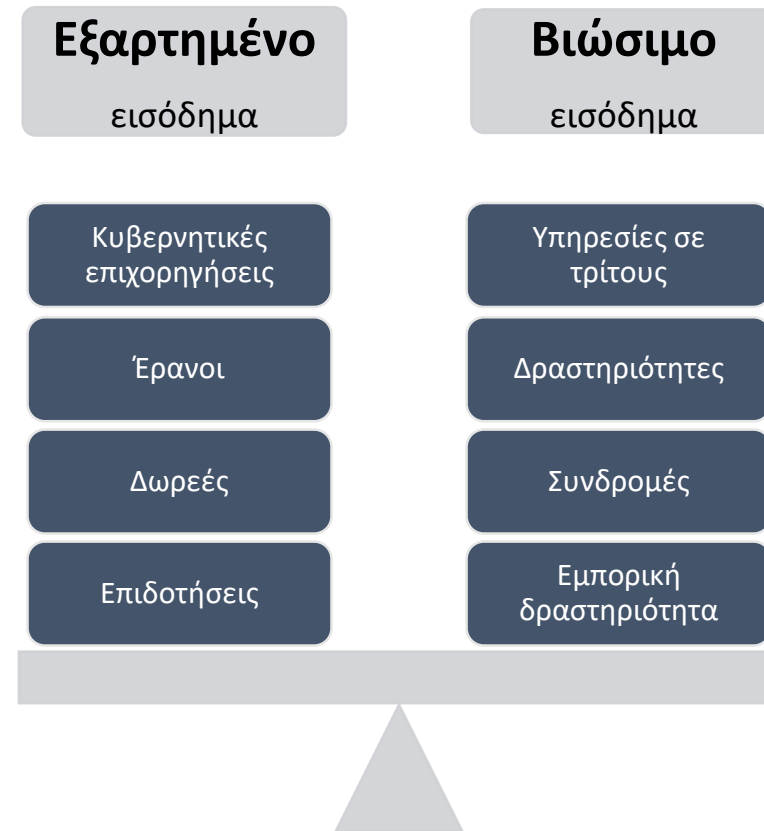 Εξαρτημένο
εισόδημα
Κυβερνητικές
επιχορηγήσεις
Έρανοι
Δωρεές
Επιδοτήσεις
Βιώσιμο
εισόδημα
Υπηρεσίες σε
τρίτους
Δραστηριότητες
Συνδρομές
Εμπορική
δραστηριότητα